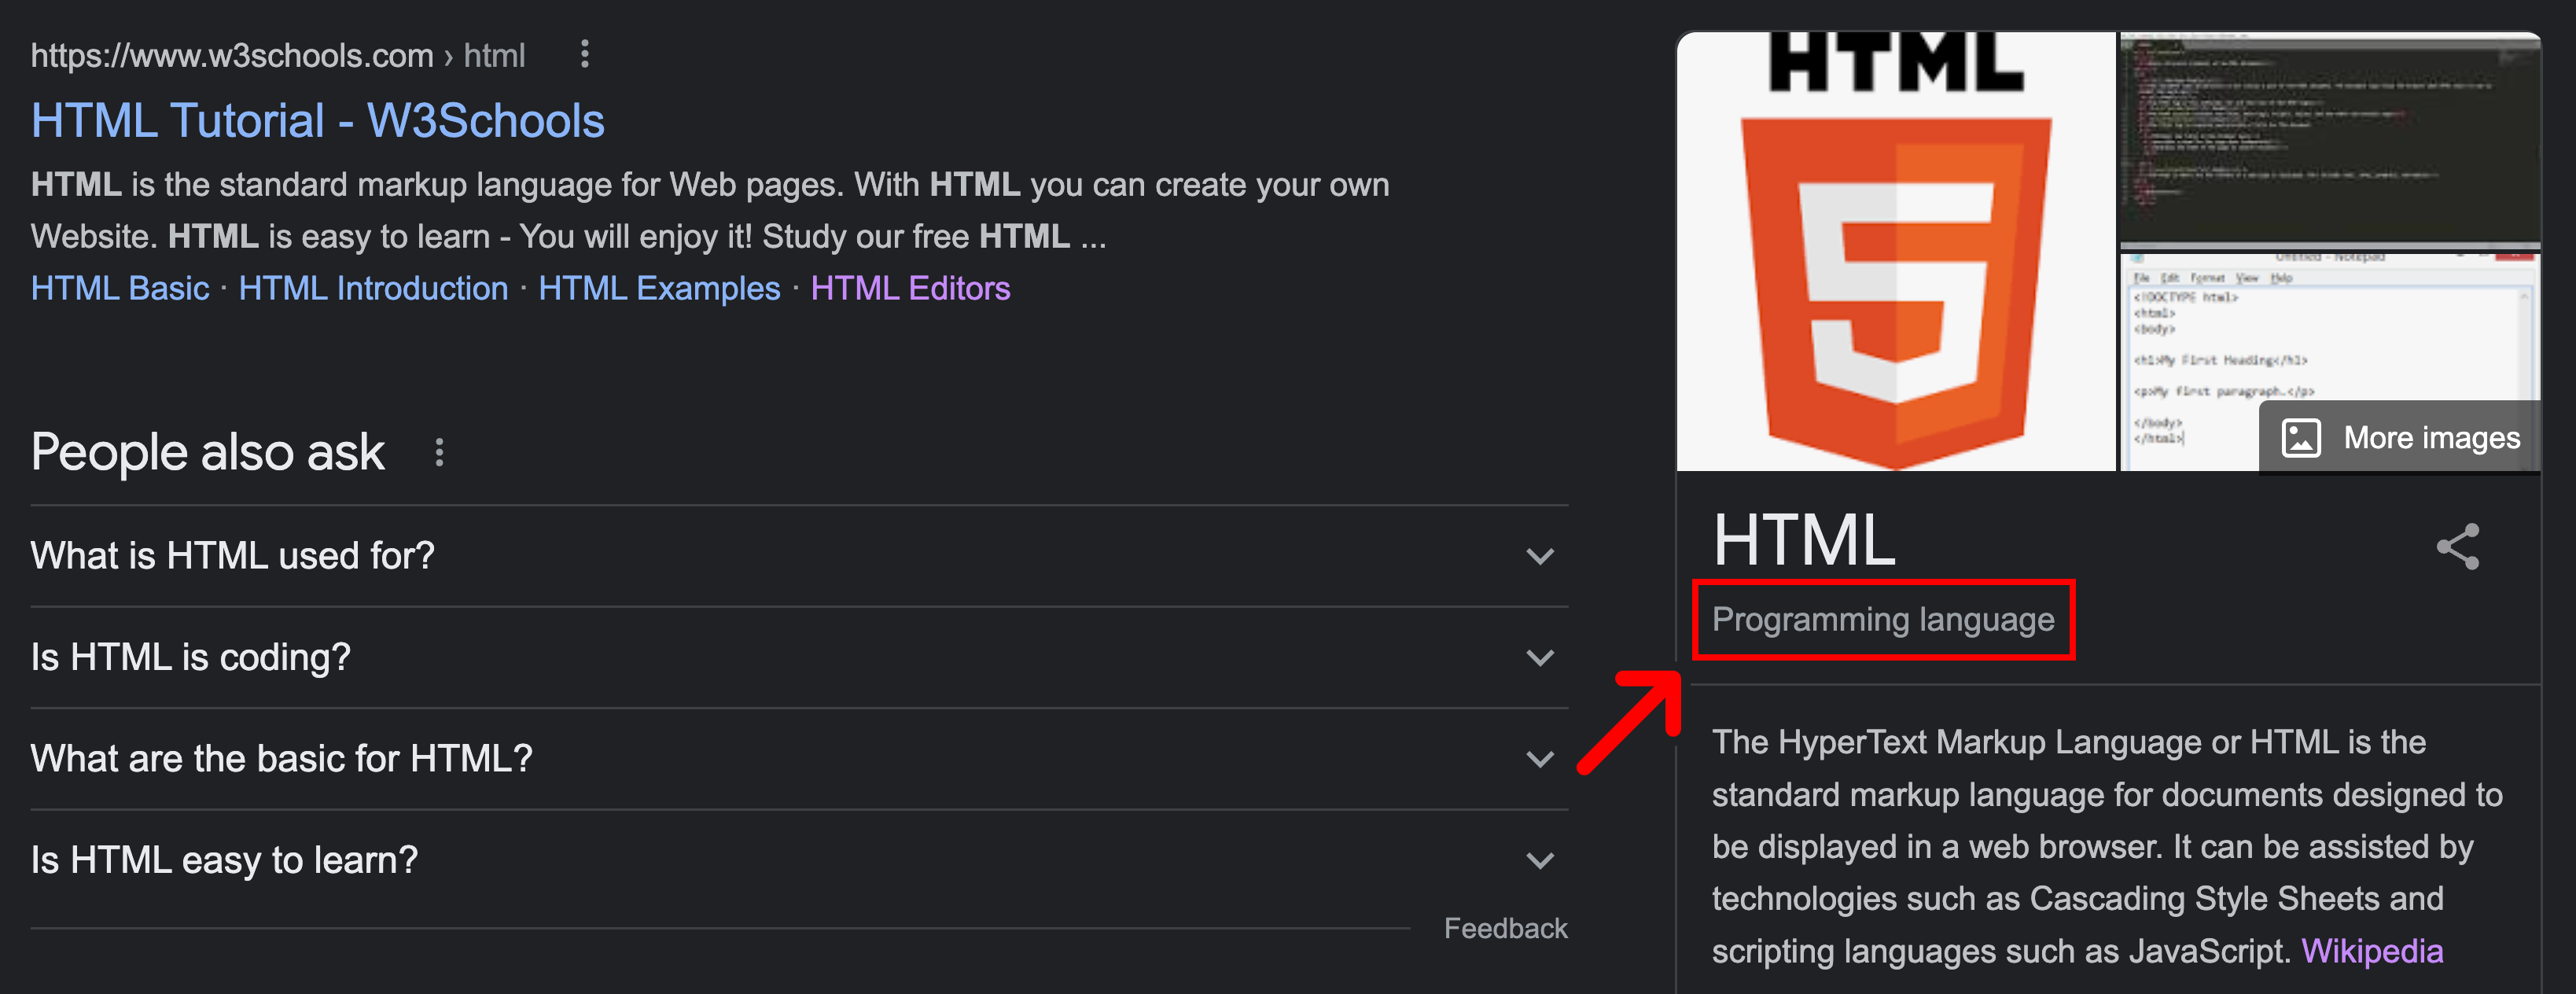 https://www.w3schools.com › html
HTML Tutorial - W3Schools
HTML is the standard markup language for Web pages. With HTML you can create your own
Website. HTML is easy to learn - You will enjoy it! Study our free HTML ...
HTML Basic · HTML Introduction · HTML Examples · HTML Editors
People also ask
What is HTML used for?
Is HTML is coding?
What are the basic for HTML?
Is HTML easy to learn?
Feedback
HTML
5
Untitled - Notepad
File Edit Format View Help
<!DOCTYPE html>
<html>
<body>
<h1>My First Heading</h1>
<p>My first paragraph.</p>
</body>
</html>
More images
HTML
Programming language
The HyperText Markup Language or HTML is the
standard markup language for documents designed to
be displayed in a web browser. It can be assisted by
technologies such as Cascading Style Sheets and
scripting languages such as JavaScript. Wikipedia